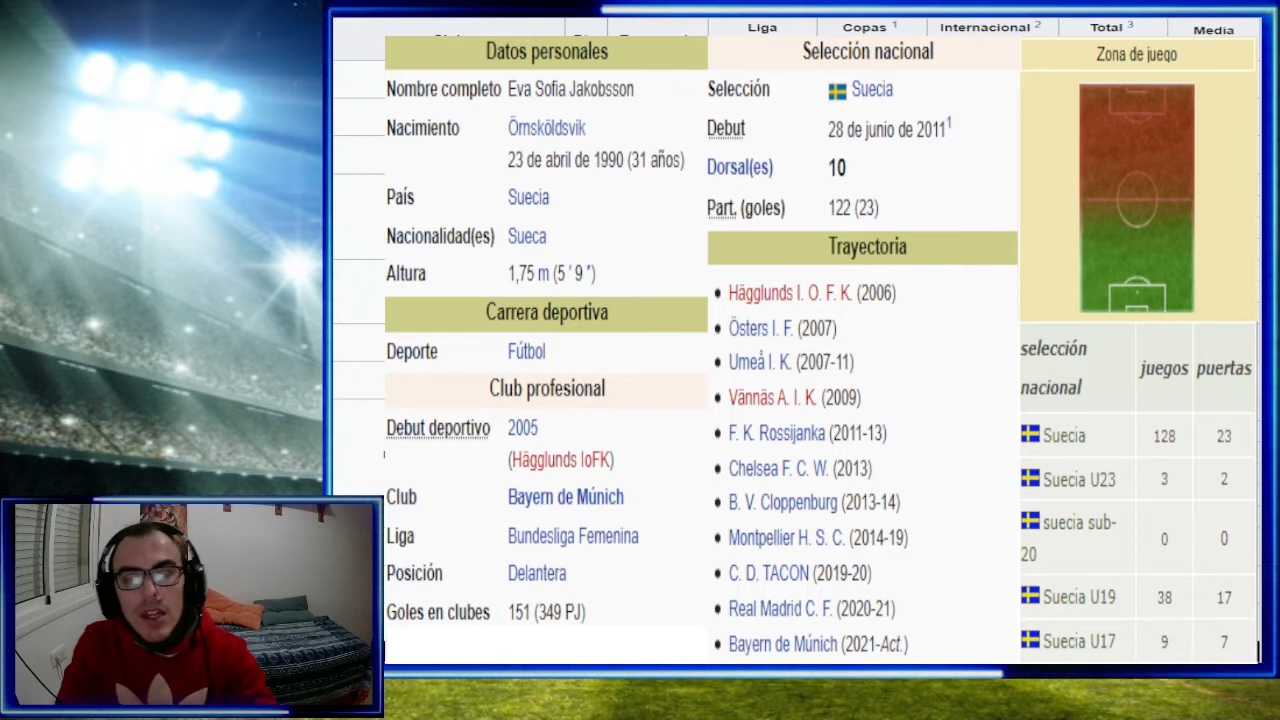 Liga Copas 1 Internacional 2 Total 3 Media
Datos personales
Nombre completo Eva Sofia Jakobsson
Nacimiento Örnsköldsvik
23 de abril de 1990 (31 años)
País Suecia
Nacionalidad(es) Sueca
Altura 1,75 m (5 ′ 9 ″)
Carrera deportiva
Deporte Fútbol
Club profesional
Debut deportivo 2005
(Hägglunds IoFK)
Club Bayern de Múnich
Liga Bundesliga Femenina
Posición Delantera
Goles en clubes 151 (349 PJ)
Selección nacional
Selección Suecia
Debut 28 de junio de 2011¹
Dorsal(es) 10
Part. (goles) 122 (23)
Trayectoria
• Hägglunds I. O. F. K. (2006)
• Östers I. F. (2007)
• Umeå I. K. (2007-11)
• Vännäs A. I. K. (2009)
• F. K. Rossijanka (2011-13)
• Chelsea F. C. W. (2013)
• B. V. Cloppenburg (2013-14)
• Montpellier H. S. C. (2014-19)
• C. D. TACON (2019-20)
• Real Madrid C. F. (2020-21)
• Bayern de Múnich (2021-Act.)
Zona de juego
selección
nacional juegos puertas
Suecia 128 23
Suecia U23 3 2
suecia sub-
20 0 0
Suecia U19 38 17
Suecia U17 9 7